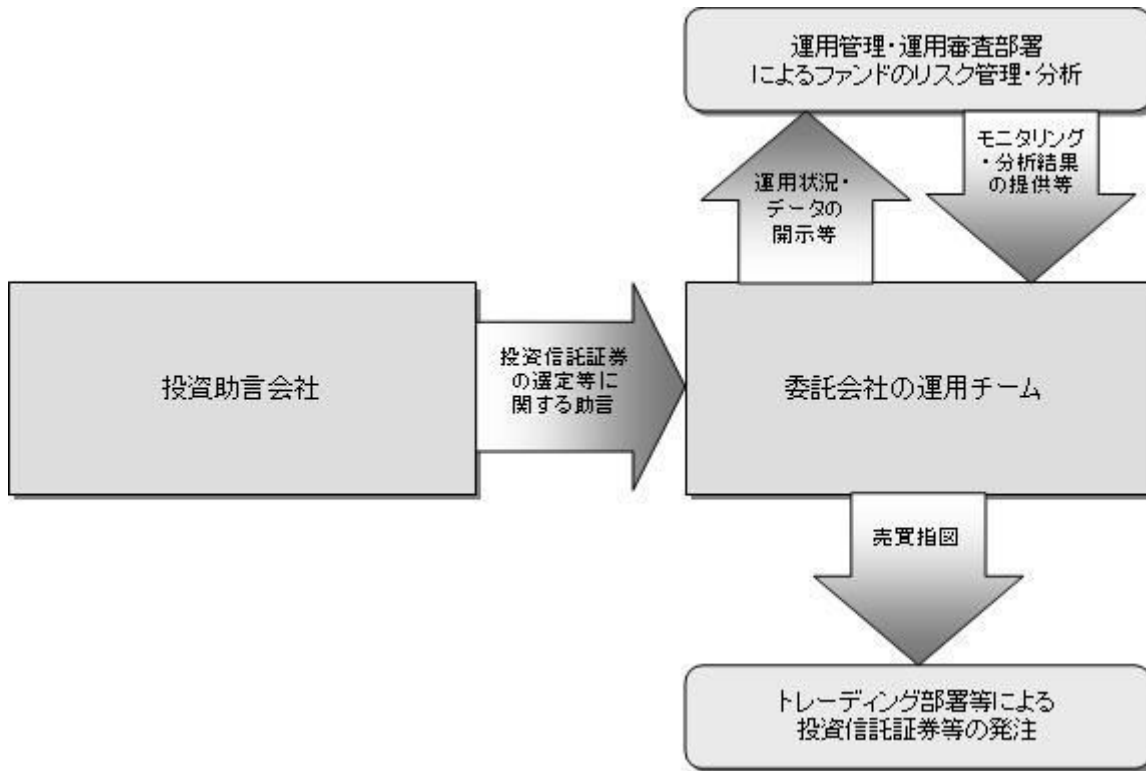 運用管理・運用審査部署
によるファンドのリスク管理・分析
モニタリング
・分析結果
の提供等
運用状況・
データの
開示等
投資助言会社
投資信託証券
の選定等に
関する助言
委託会社の運用チーム
売買指図
トレーディング部署等による
投資信託証券等の発注